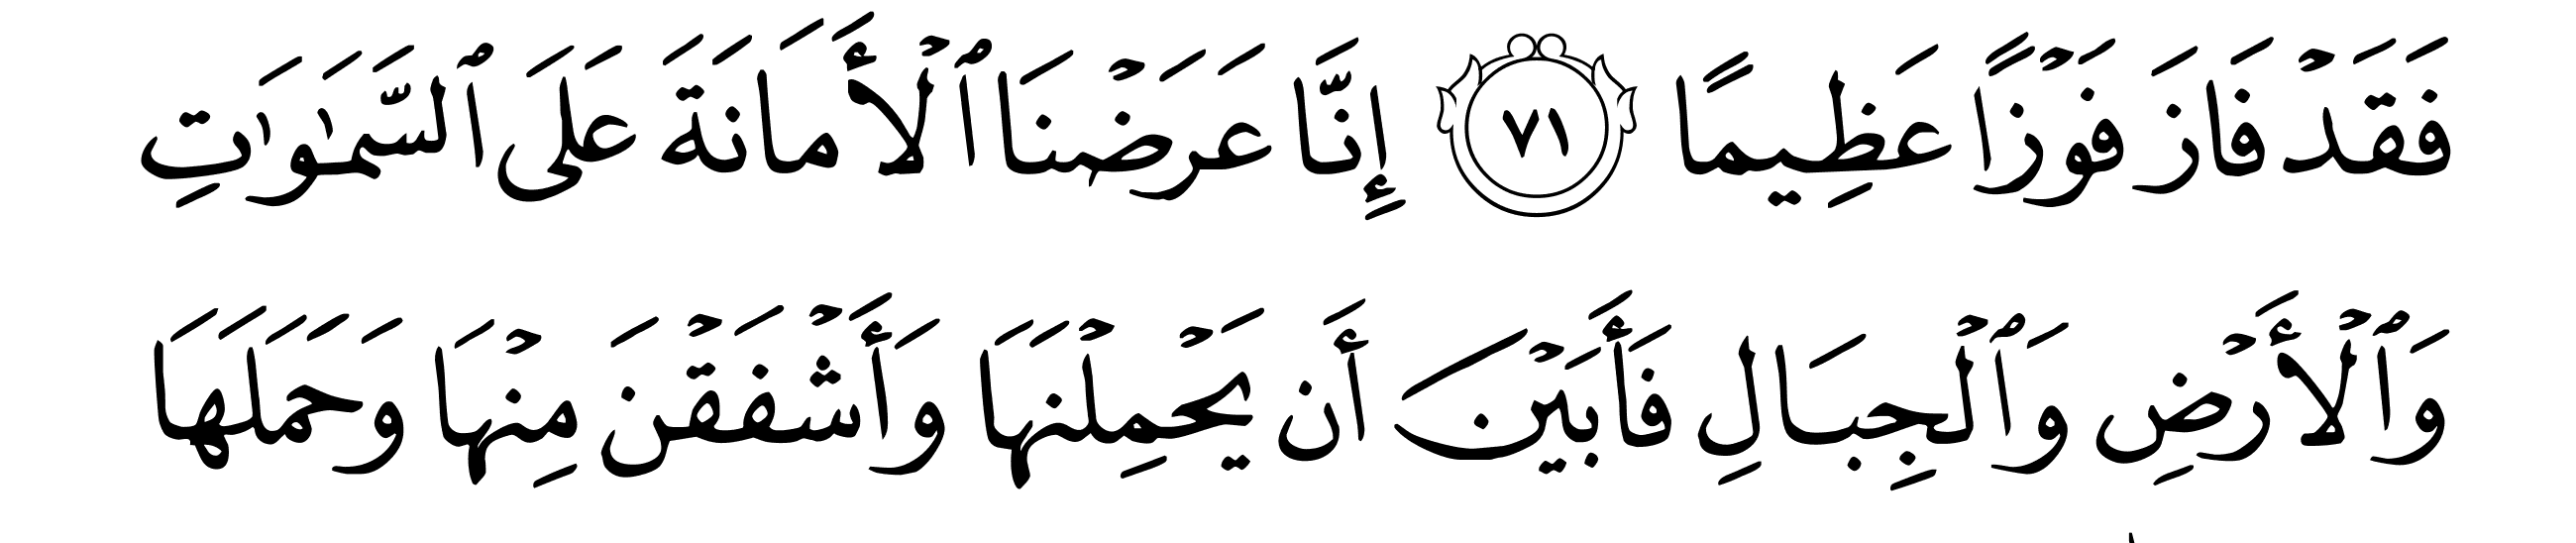 فَقَدۡ فَازَ فَوۡزًا عَظِيمًا ٧١ إِنَّا عَرَضۡنَا ٱلۡأَمَانَةَ عَلَى ٱلسَّمَٰوَٰتِ
وَٱلۡأَرۡضِ وَٱلۡجِبَالِ فَأَبَيۡنَ أَن يَحۡمِلۡنَهَا وَأَشۡفَقۡنَ مِنۡهَا وَحَمَلَهَا